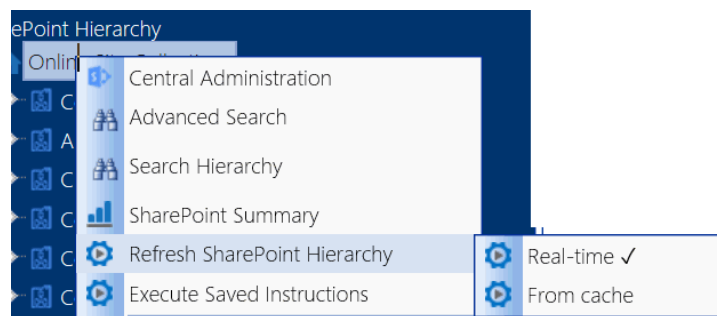 ePoint Hierarchy
Onlin
Central Administration
C
Advanced Search
A
Search Hierarchy
C
C
SharePoint Summary
C
Refresh SharePoint Hierarchy
Real-time ✓
C
Execute Saved Instructions
From cache